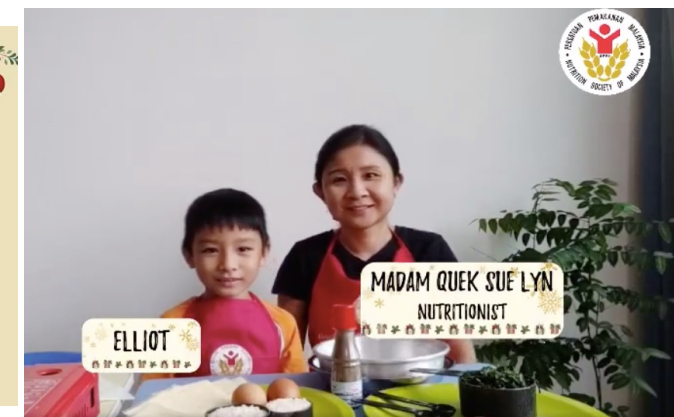 PERSATUAN PEMAKANAN MALAYSIA
NUTRITION SOCIETY OF MALAYSIA
MADAM QUEK SUE LYN
NUTRITIONIST
ELLIOT